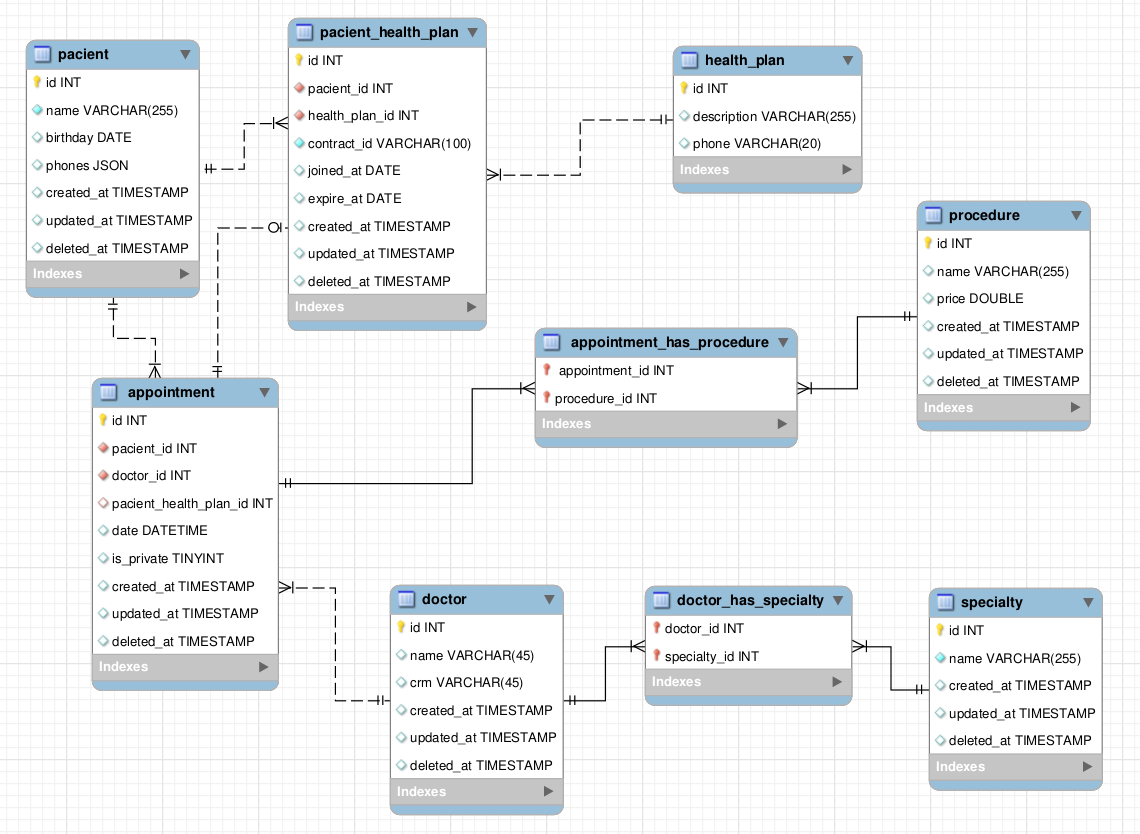 pacient
id INT
name VARCHAR(255)
birthday DATE
phones JSON
created_at TIMESTAMP
updated_at TIMESTAMP
deleted_at TIMESTAMP
Indexes
pacient_health_plan
id INT
pacient_id INT
health_plan_id INT
contract_id VARCHAR(100)
joined_at DATE
expire_at DATE
created_at TIMESTAMP
updated_at TIMESTAMP
deleted_at TIMESTAMP
Indexes
health_plan
id INT
description VARCHAR(255)
phone VARCHAR(20)
Indexes
procedure
id INT
name VARCHAR(255)
price DOUBLE
created_at TIMESTAMP
updated_at TIMESTAMP
deleted_at TIMESTAMP
Indexes
appointment_has_procedure
appointment_id INT
procedure_id INT
Indexes
appointment
id INT
pacient_id INT
doctor_id INT
pacient_health_plan_id INT
date DATETIME
is_private TINYINT
created_at TIMESTAMP
updated_at TIMESTAMP
deleted_at TIMESTAMP
Indexes
doctor
id INT
name VARCHAR(45)
crm VARCHAR(45)
created_at TIMESTAMP
updated_at TIMESTAMP
deleted_at TIMESTAMP
Indexes
doctor_has_specialty
doctor_id INT
specialty_id INT
Indexes
specialty
id INT
name VARCHAR(255)
created_at TIMESTAMP
updated_at TIMESTAMP
deleted_at TIMESTAMP
Indexes